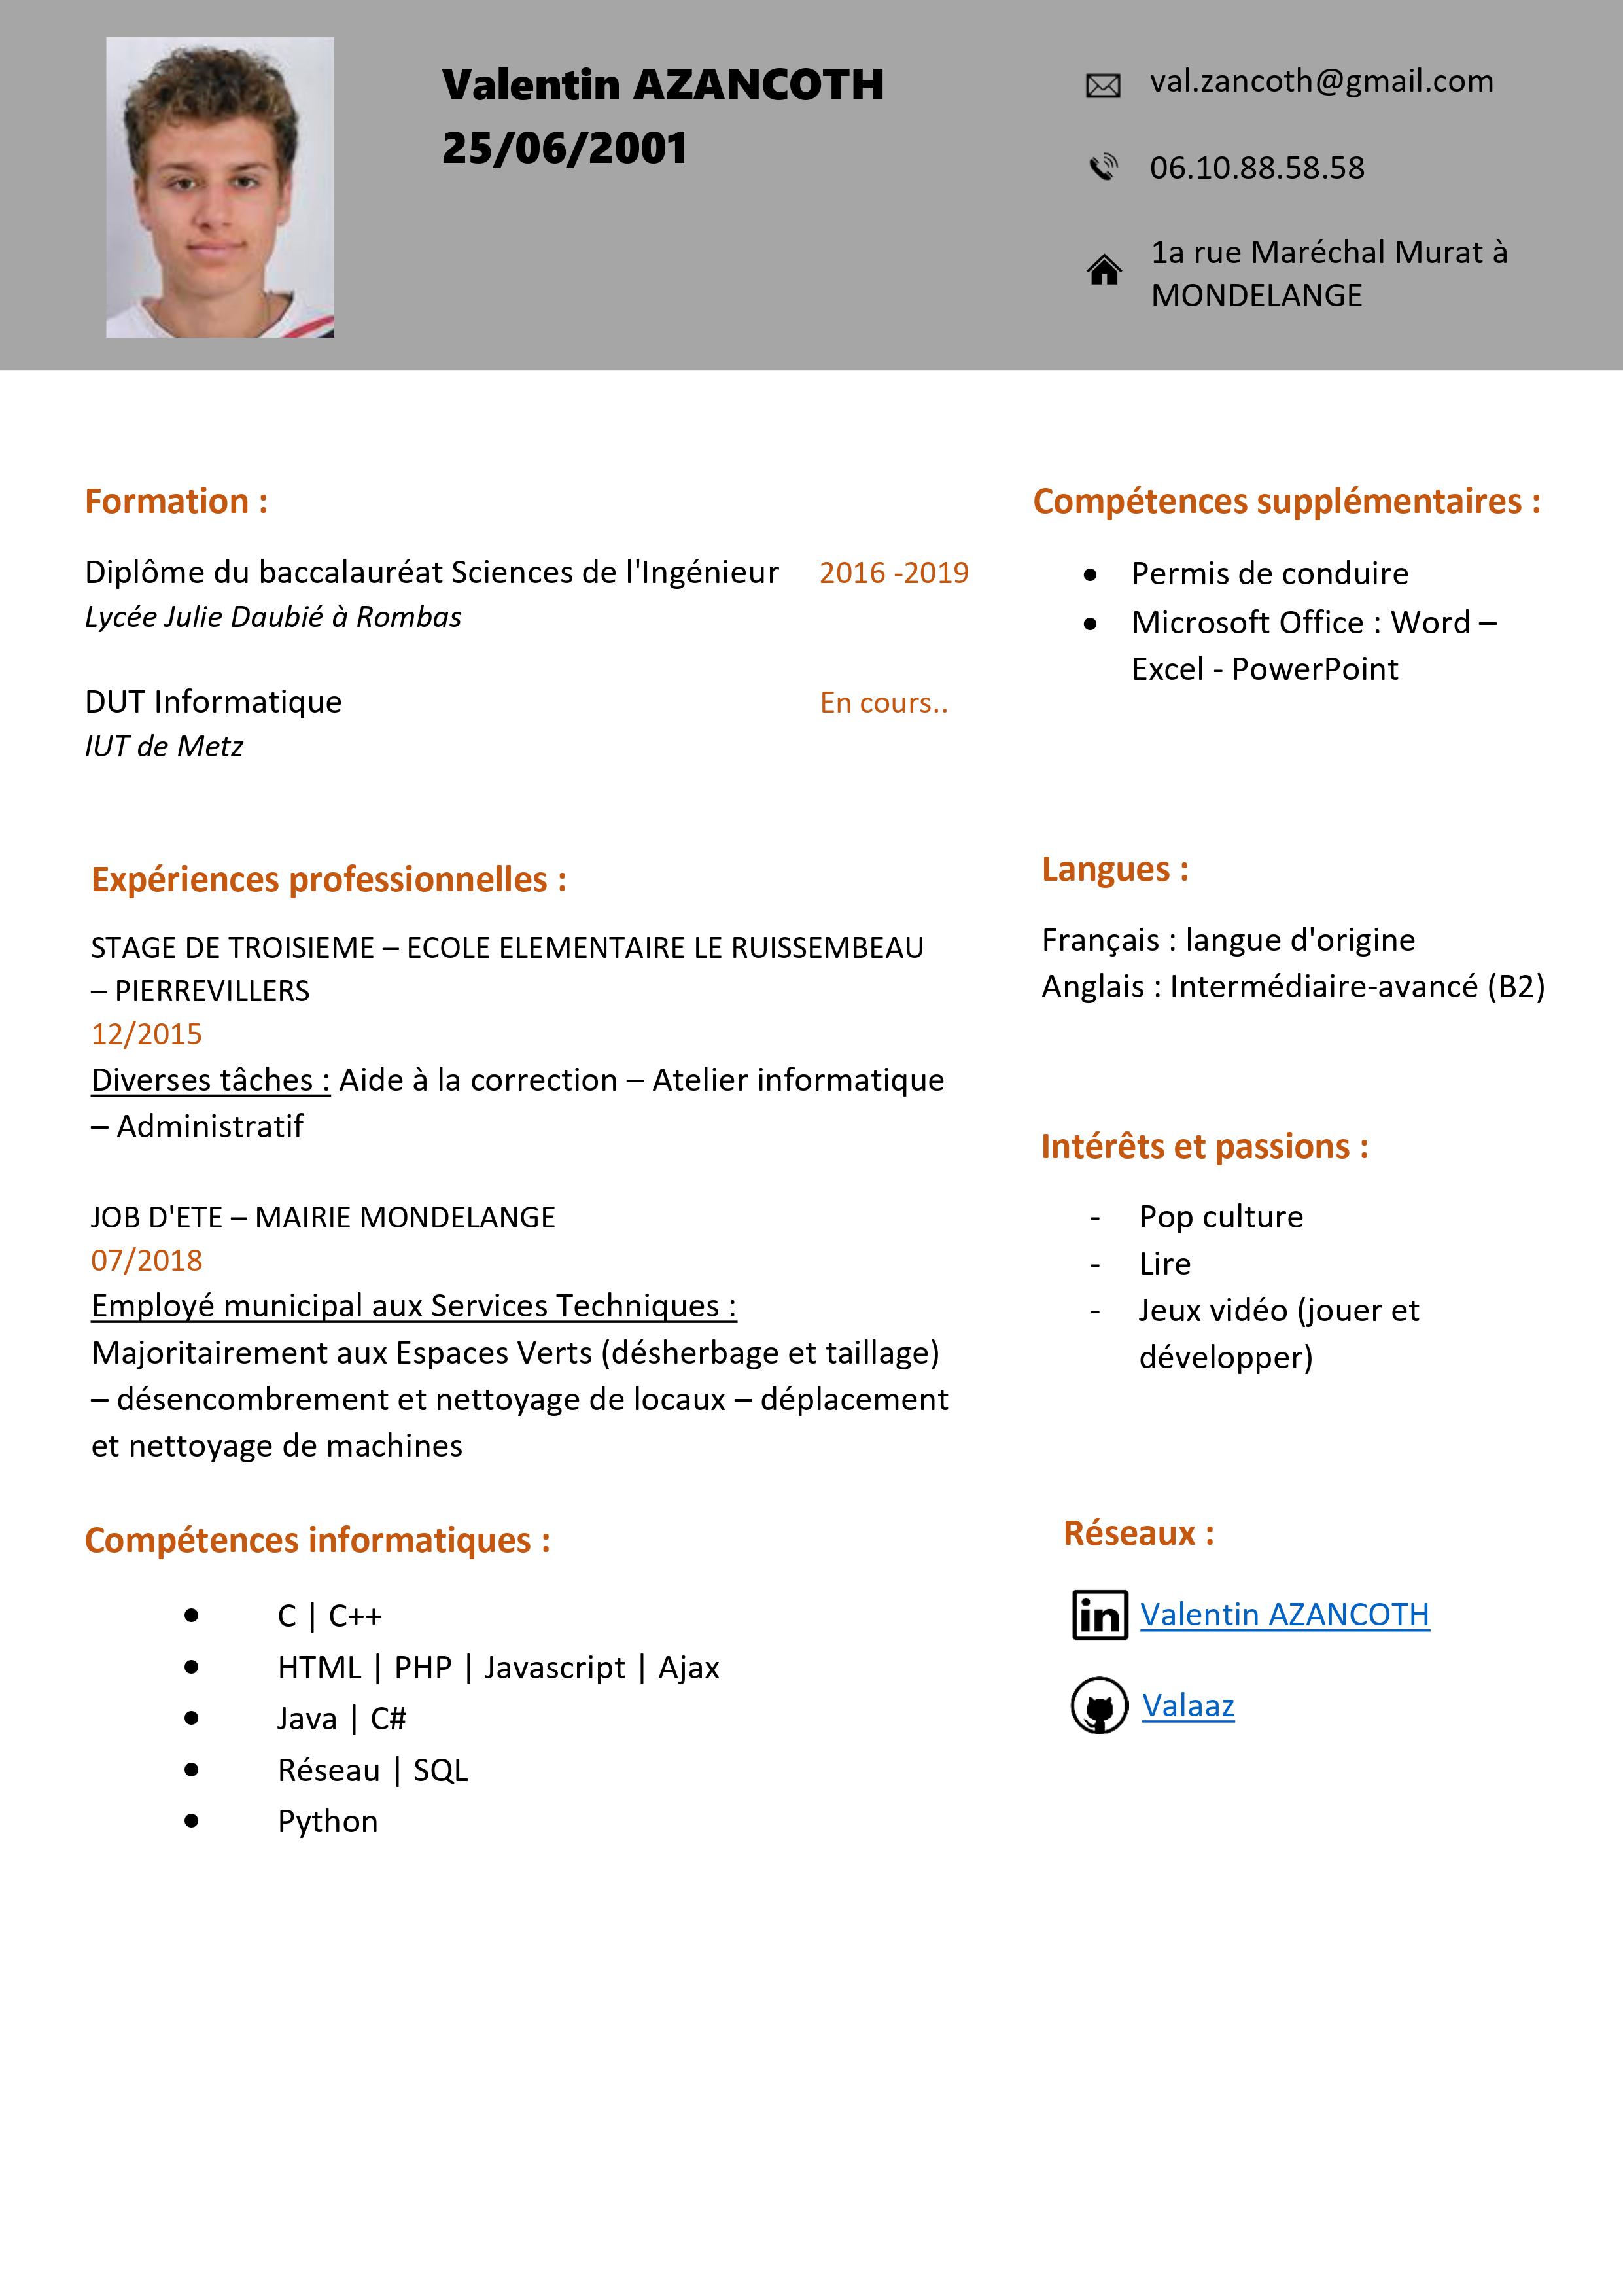 Valentin AZANCOTH
25/06/2001
val.zancoth@gmail.com
06.10.88.58.58
1a rue Maréchal Murat à
MONDELANGE
Formation :
Diplôme du baccalauréat Sciences de l'Ingénieur 2016 -2019
Lycée Julie Daubié à Rombas
DUT Informatique En cours..
IUT de Metz
Expériences professionnelles :
STAGE DE TROISIEME – ECOLE ELEMENTAIRE LE RUISSEMBEAU
– PIERREVILLERS
12/2015
Diverses tâches : Aide à la correction – Atelier informatique
– Administratif
JOB D'ETE – MAIRIE MONDELANGE
07/2018
Employé municipal aux Services Techniques :
Majoritairement aux Espaces Verts (désherbage et taillage)
– désencombrement et nettoyage de locaux – déplacement
et nettoyage de machines
Compétences informatiques :
● C | C++
● HTML | PHP | Javascript | Ajax
● Java | C#
● Réseau | SQL
● Python
Compétences supplémentaires :
● Permis de conduire
● Microsoft Office : Word –
Excel - PowerPoint
Langues :
Français : langue d'origine
Anglais : Intermédiaire-avancé (B2)
Intérêts et passions :
- Pop culture
- Lire
- Jeux vidéo (jouer et
développer)
Réseaux :
in Valentin AZANCOTH
Valaaz